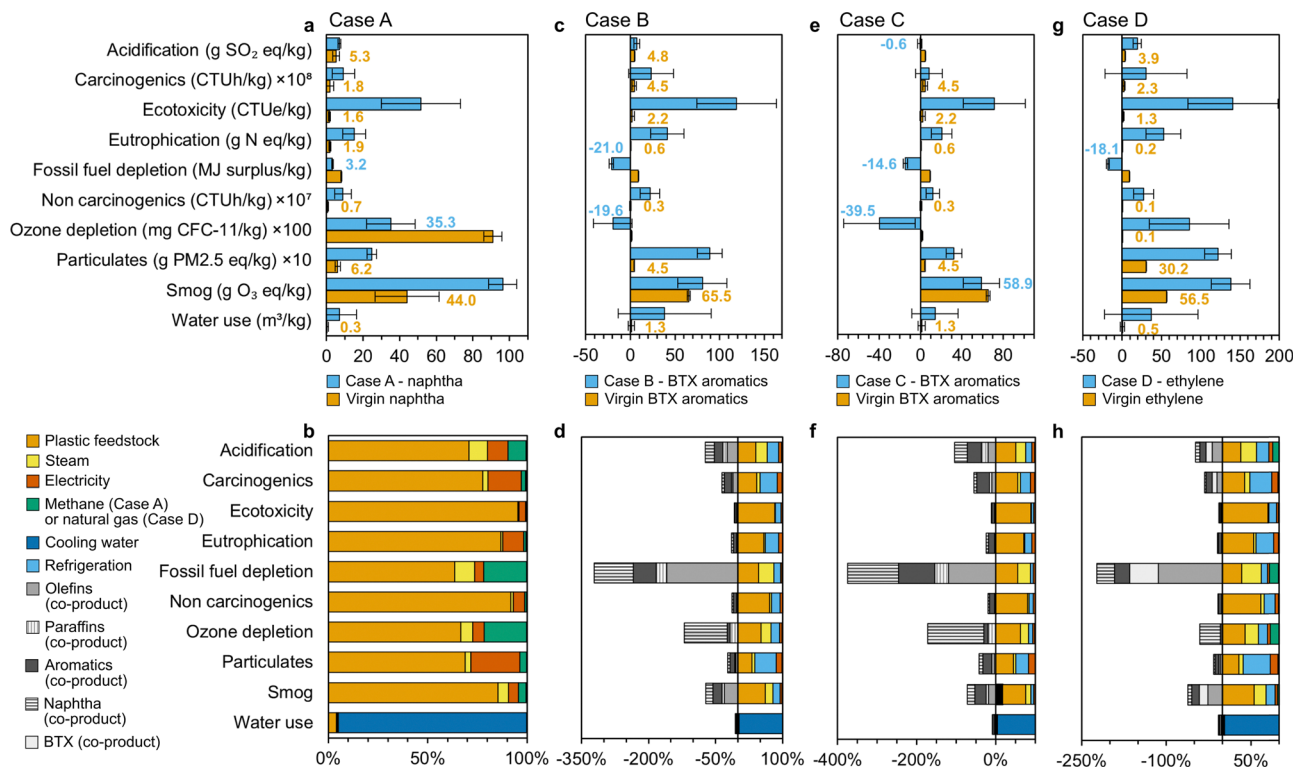 a Case A
c Case B
e Case C
g Case D
Acidification (g SO₂ eq/kg)
Carcinogenics (CTUh/kg) ×10⁸
Ecotoxicity (CTUe/kg)
Eutrophication (g N eq/kg)
Fossil fuel depletion (MJ surplus/kg)
Non carcinogenics (CTUh/kg) ×10⁷
Ozone depletion (mg CFC-11/kg) ×100
Particulates (g PM2.5 eq/kg) ×10
Smog (g O₃ eq/kg)
Water use (m³/kg)
5.3
1.8
1.6
1.9
3.2
0.7
35.3
6.2
44.0
0.3
0 20 40 60 80 100
Case A - naphtha
Virgin naphtha
4.8
4.5
2.2
0.6
-21.0
0.3
-19.6
4.5
65.5
1.3
-50 0 50 100 150
Case B - BTX aromatics
Virgin BTX aromatics
-0.6
4.5
2.2
0.6
-14.6
0.3
-39.5
4.5
58.9
1.3
-80 -40 0 40 80
Case C - BTX aromatics
Virgin BTX aromatics
3.9
2.3
1.3
0.2
-18.1
0.1
0.1
30.2
56.5
0.5
-50 0 50 100 150 200
Case D - ethylene
Virgin ethylene
Plastic feedstock
Steam
Electricity
Methane (Case A)
or natural gas (Case D)
Cooling water
Refrigeration
Olefins
(co-product)
Paraffins
(co-product)
Aromatics
(co-product)
Naphtha
(co-product)
BTX (co-product)
b
d
f
h
Acidification
Carcinogenics
Ecotoxicity
Eutrophication
Fossil fuel depletion
Non carcinogenics
Ozone depletion
Particulates
Smog
Water use
0 50% 100%
-350% -200% -50% 100%
-400% -200% 0%
-250% -100% 50%